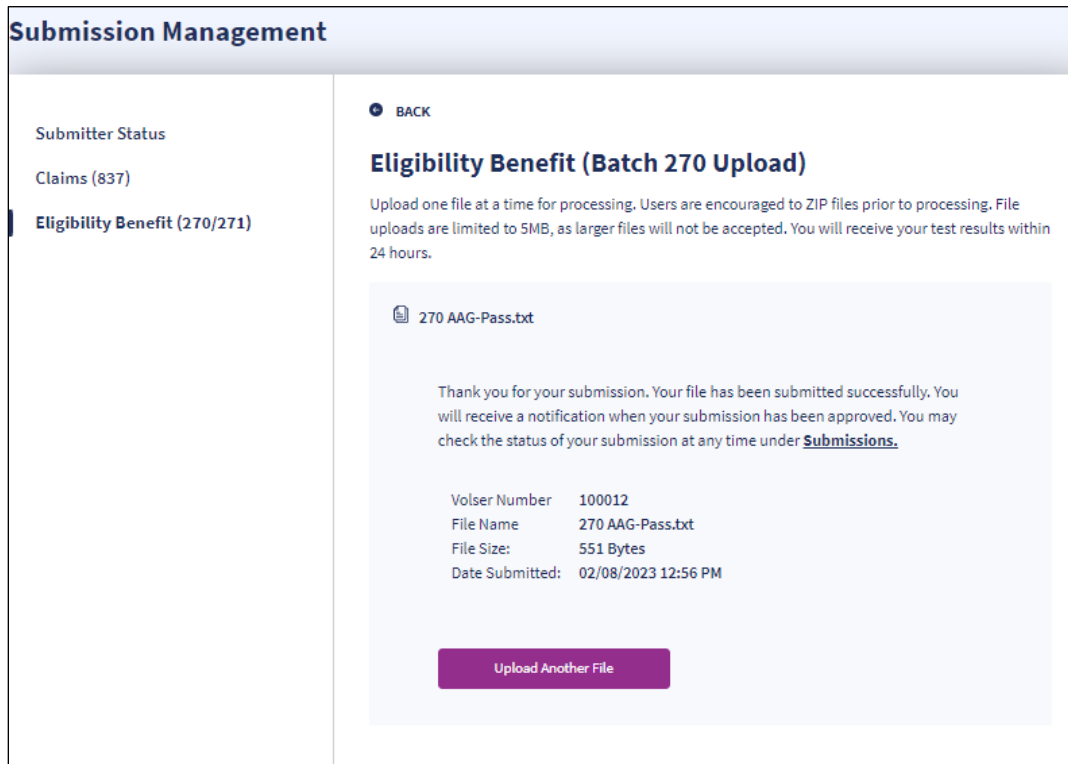 Submission Management
Submitter Status
Claims (837)
Eligibility Benefit (270/271)
BACK
Eligibility Benefit (Batch 270 Upload)
Upload one file at a time for processing. Users are encouraged to ZIP files prior to processing. File
uploads are limited to 5MB, as larger files will not be accepted. You will receive your test results within
24 hours.
270 AAG-Pass.txt
Thank you for your submission. Your file has been submitted successfully. You
will receive a notification when your submission has been approved. You may
check the status of your submission at any time under Submissions.
Volser Number 100012
File Name 270 AAG-Pass.txt
File Size: 551 Bytes
Date Submitted: 02/08/2023 12:56 PM
Upload Another File